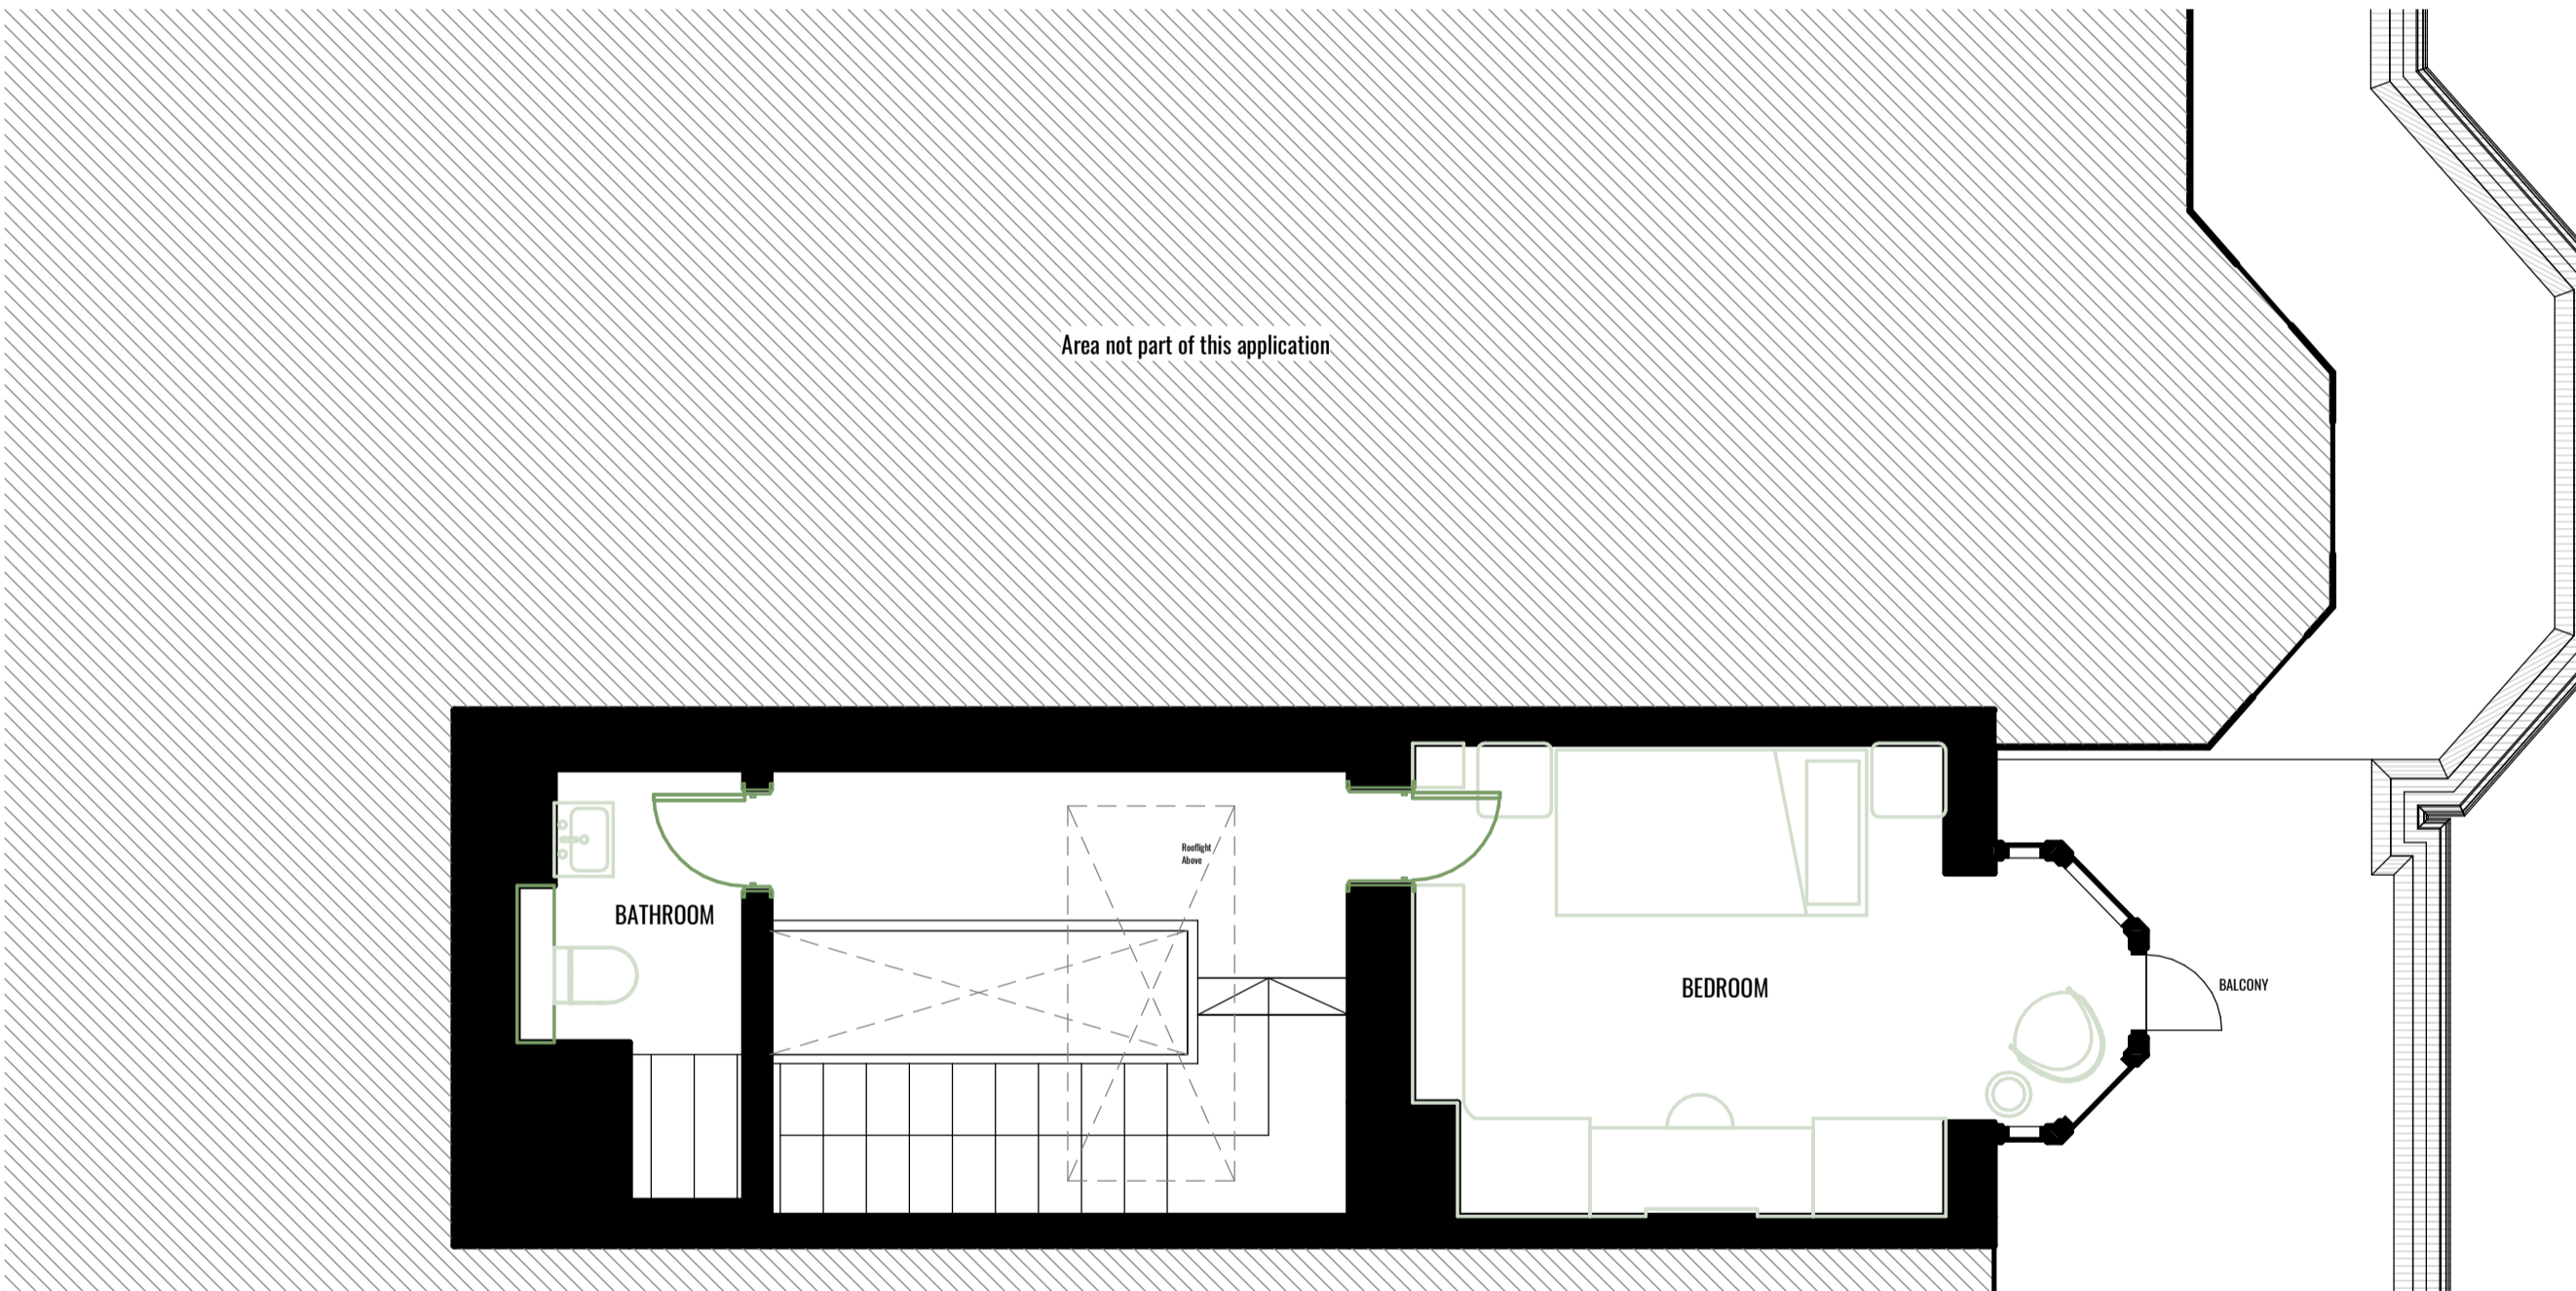 Area not part of this application
Rooflight
Above
BATHROOM
BEDROOM
BALCONY